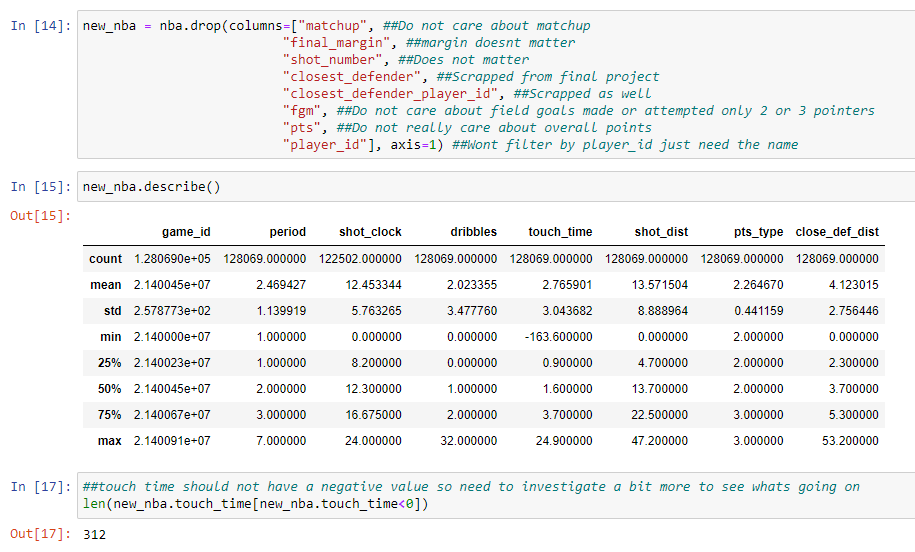 In [14]: new_nba = nba.drop(columns=["matchup", ##Do not care about matchup
"final_margin", ##margin doesnt matter
"shot_number", ##Does not matter
"closest_defender", ##Scrapped from final project
"closest_defender_player_id", ##Scrapped as well
"fgm", ##Do not care about field goals made or attempted only 2 or 3 pointers
"pts", ##Do not really care about overall points
"player_id"], axis=1) ##Wont filter by player_id just need the name
In [15]: new_nba.describe()
Out[15]:
game_id period shot_clock dribbles touch_time shot_dist pts_type close_def_dist
count 1.280690e+05 128069.000000 122502.000000 128069.000000 128069.000000 128069.000000 128069.000000 128069.000000
mean 2.140045e+07 2.469427 12.453344 2.023355 2.765901 13.571504 2.264670 4.123015
std 2.578773e+02 1.139919 5.763265 3.477760 3.043682 8.888964 0.441159 2.756446
min 2.140000e+07 1.000000 0.000000 0.000000 -163.600000 0.000000 2.000000 0.000000
25% 2.140023e+07 1.000000 8.200000 0.000000 0.900000 4.700000 2.000000 2.300000
50% 2.140045e+07 2.000000 12.300000 1.000000 1.600000 13.700000 2.000000 3.700000
75% 2.140067e+07 3.000000 16.675000 2.000000 3.700000 22.500000 3.000000 5.300000
max 2.140091e+07 7.000000 24.000000 32.000000 24.900000 47.200000 3.000000 53.200000
In [17]: ##touch time should not have a negative value so need to investigate a bit more to see whats going on
len(new_nba.touch_time[new_nba.touch_time<0])
Out[17]: 312